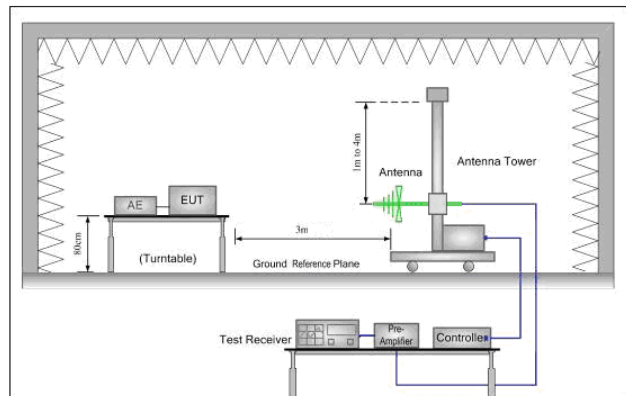 1m to 4m
Antenna
Antenna Tower
AE
EUT
80cm
(Turntable)
3m
Ground Reference Plane
Test Receiver
Pre-
Amplifier
Controlle